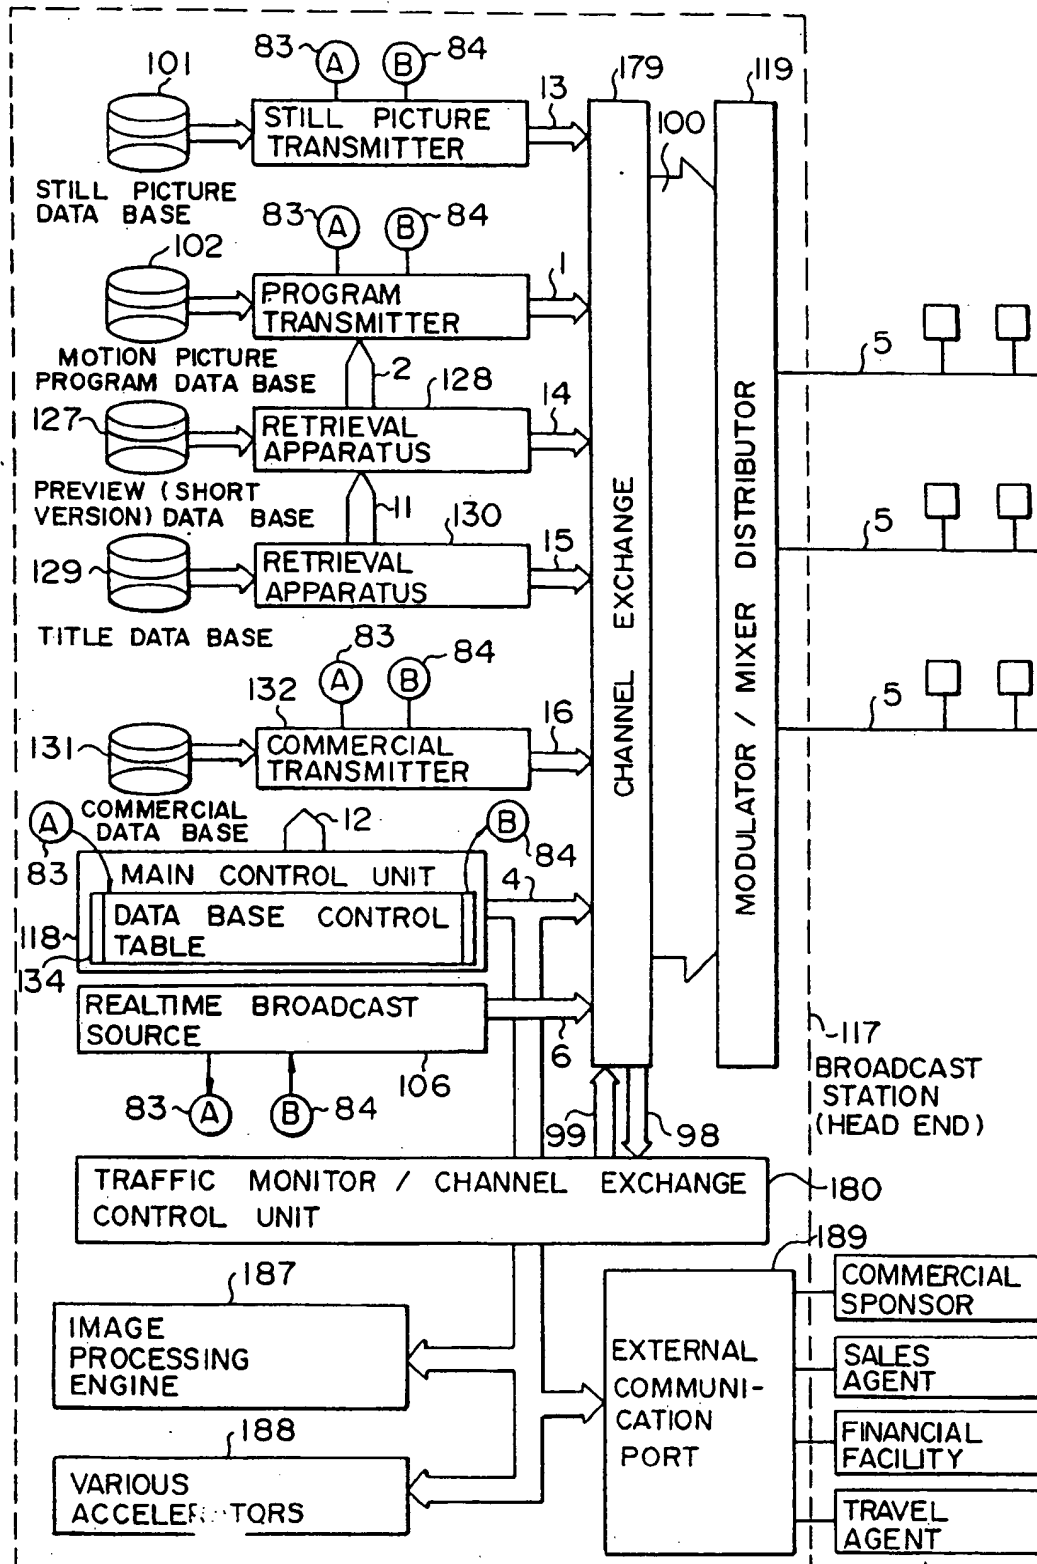 83
A
B
84
101
179
119
13
STILL PICTURE
TRANSMITTER
100
STILL PICTURE
DATA BASE
83
A
B
84
102
1
PROGRAM
TRANSMITTER
MOTION PICTURE
PROGRAM DATA BASE
2
128
5
127
14
RETRIEVAL
APPARATUS
PREVIEW (SHORT
VERSION) DATA BASE
11
130
129
15
RETRIEVAL
APPARATUS
5
TITLE DATA BASE
83
A
B
84
132
16
131
COMMERCIAL
TRANSMITTER
5
CHANNEL EXCHANGE
MODULATOR / MIXER DISTRIBUTOR
COMMERCIAL
DATA BASE
A
83
12
B
84
MAIN CONTROL UNIT
4
DATA BASE CONTROL
TABLE
118
134
REALTIME BROADCAST
SOURCE
6
106
83
A
B
84
99
98
117
BROADCAST
STATION
(HEAD END)
TRAFFIC MONITOR / CHANNEL EXCHANGE
CONTROL UNIT
180
189
187
IMAGE
PROCESSING
ENGINE
EXTERNAL
COMMUNI-
CATION
PORT
COMMERCIAL
SPONSOR
SALES
AGENT
FINANCIAL
FACILITY
TRAVEL
AGENT
188
VARIOUS
ACCELERATORS